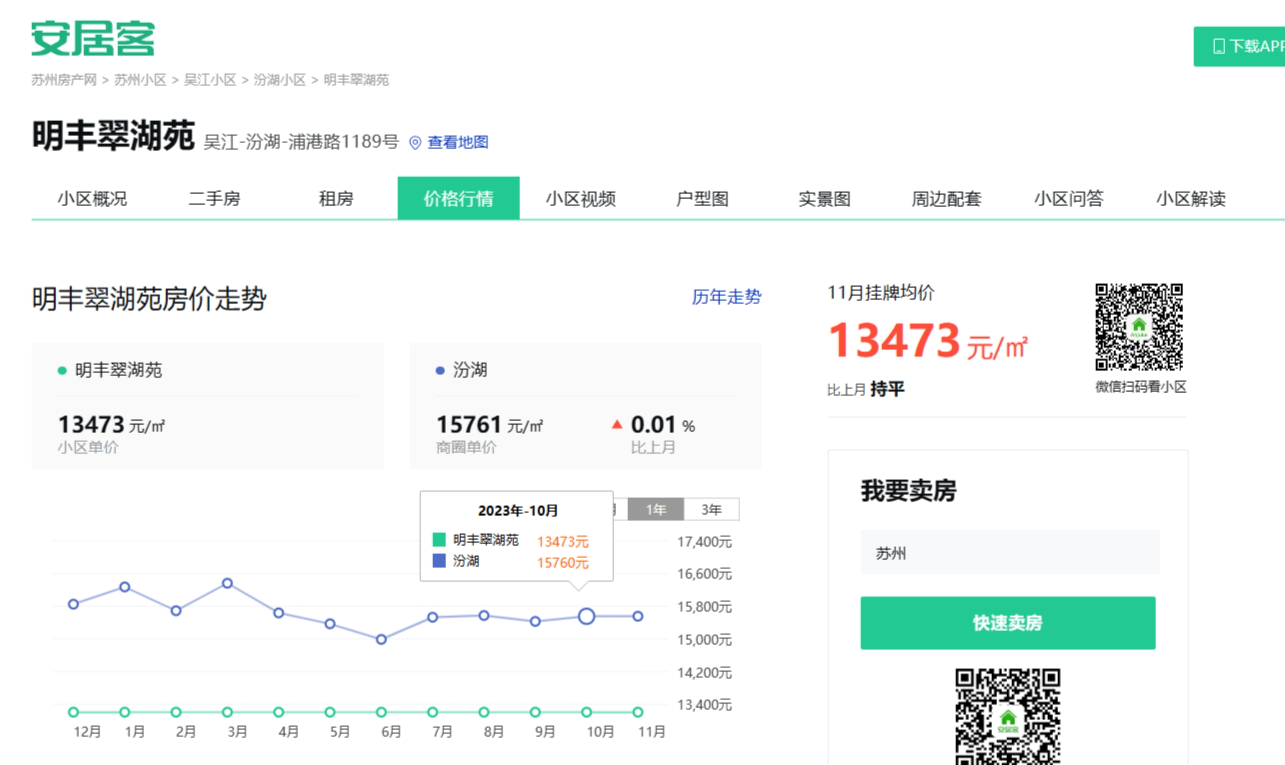 安居客
下载APP
苏州房产网 > 苏州小区 > 吴江小区 > 汾湖小区 > 明丰翠湖苑
明丰翠湖苑 吴江-汾湖-浦港路1189号 查看地图
小区概况 二手房 租房 价格行情 小区视频 户型图 实景图 周边配套 小区问答 小区解读
明丰翠湖苑房价走势 历年走势
明丰翠湖苑
13473 元/㎡
小区单价
汾湖
15761 元/㎡ 0.01 %
商圈单价 比上月
1年 3年
2023年-10月
明丰翠湖苑 13473元
汾湖 15760元
17,400元
16,600元
15,800元
15,000元
14,200元
13,400元
12月 1月 2月 3月 4月 5月 6月 7月 8月 9月 10月 11月
11月挂牌均价
13473 元/㎡
比上月 持平
微信扫码看小区
我要卖房
苏州
快速卖房
安居客